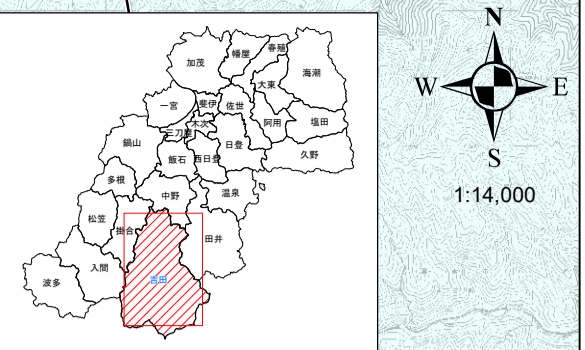 加茂
幡屋
春殖
海潮
大東
一宮
斐伊
佐世
木次
阿用
塩田
三刀屋
鍋山
日登
久野
飯石
西日登
多根
中野
温泉
松笠
掛合
田井
入間
吉田
波多
N
W
E
S
1:14,000